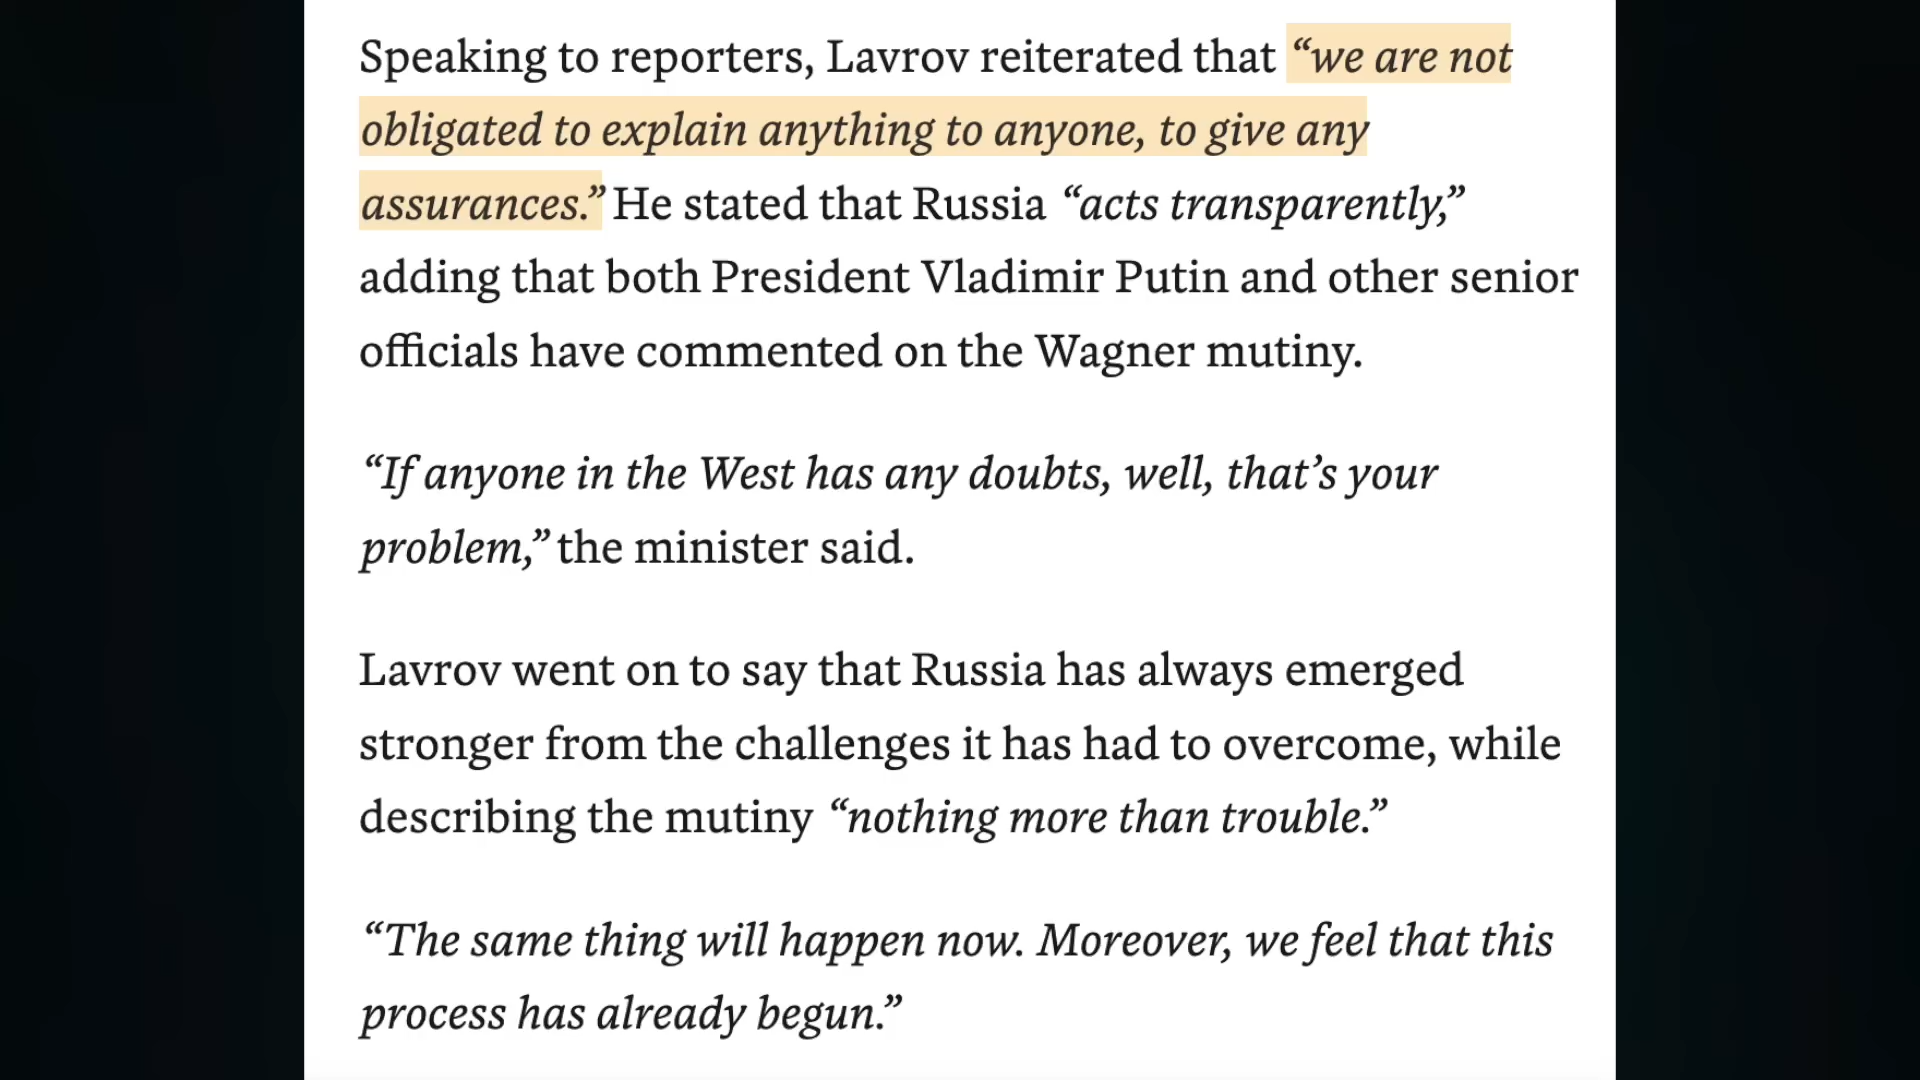 Speaking to reporters, Lavrov reiterated that “we are not
obligated to explain anything to anyone, to give any
assurances.” He stated that Russia “acts transparently,”
adding that both President Vladimir Putin and other senior
officials have commented on the Wagner mutiny.
“If anyone in the West has any doubts, well, that’s your
problem,” the minister said.
Lavrov went on to say that Russia has always emerged
stronger from the challenges it has had to overcome, while
describing the mutiny “nothing more than trouble.”
“The same thing will happen now. Moreover, we feel that this
process has already begun.”